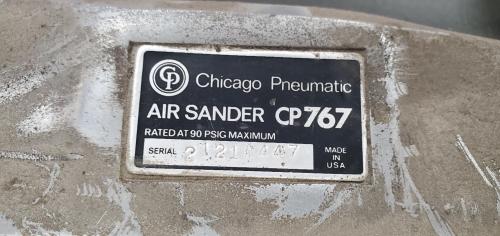 CP Chicago Pneumatic
AIR SANDER CP767
RATED AT 90 PSIG MAXIMUM
SERIAL
MADE
IN
USA